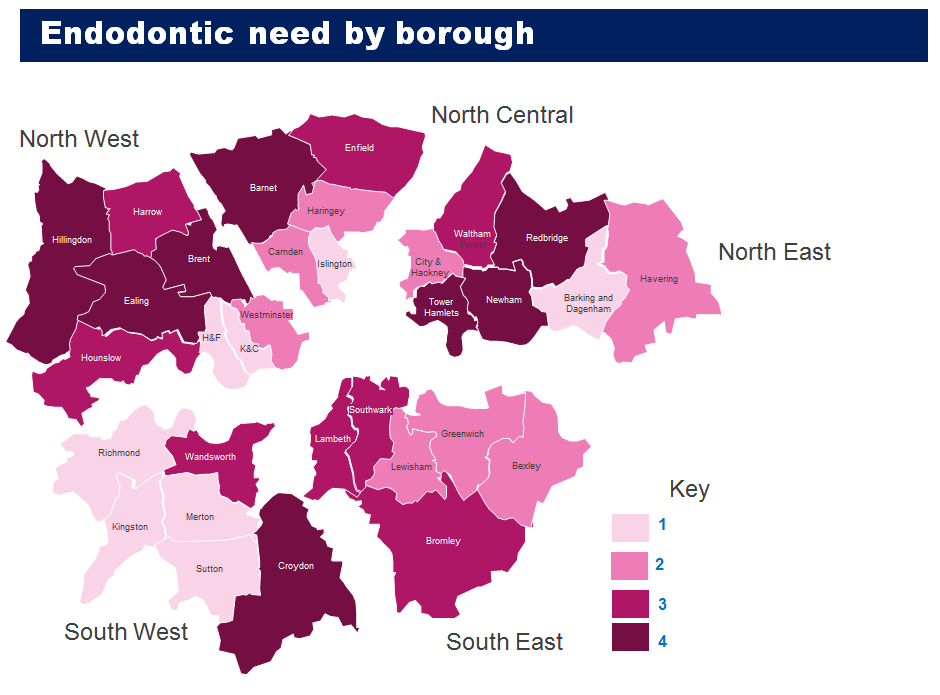 Endodontic need by borough
North West
North Central
Enfield
Barnet
Harrow
Haringey
Hillingdon
Camden
Brent
Islington
Ealing
Westminster
H&F
K&C
Hounslow
Waltham
Forest
Redbridge
North East
City &
Hackney
Havering
Tower
Hamlets
Newham
Barking and
Dagenham
Richmond
Wandsworth
Kingston
Merton
Sutton
Croydon
South West
Southwark
Lambeth
Greenwich
Lewisham
Bexley
Bromley
South East
Key
1
2
3
4